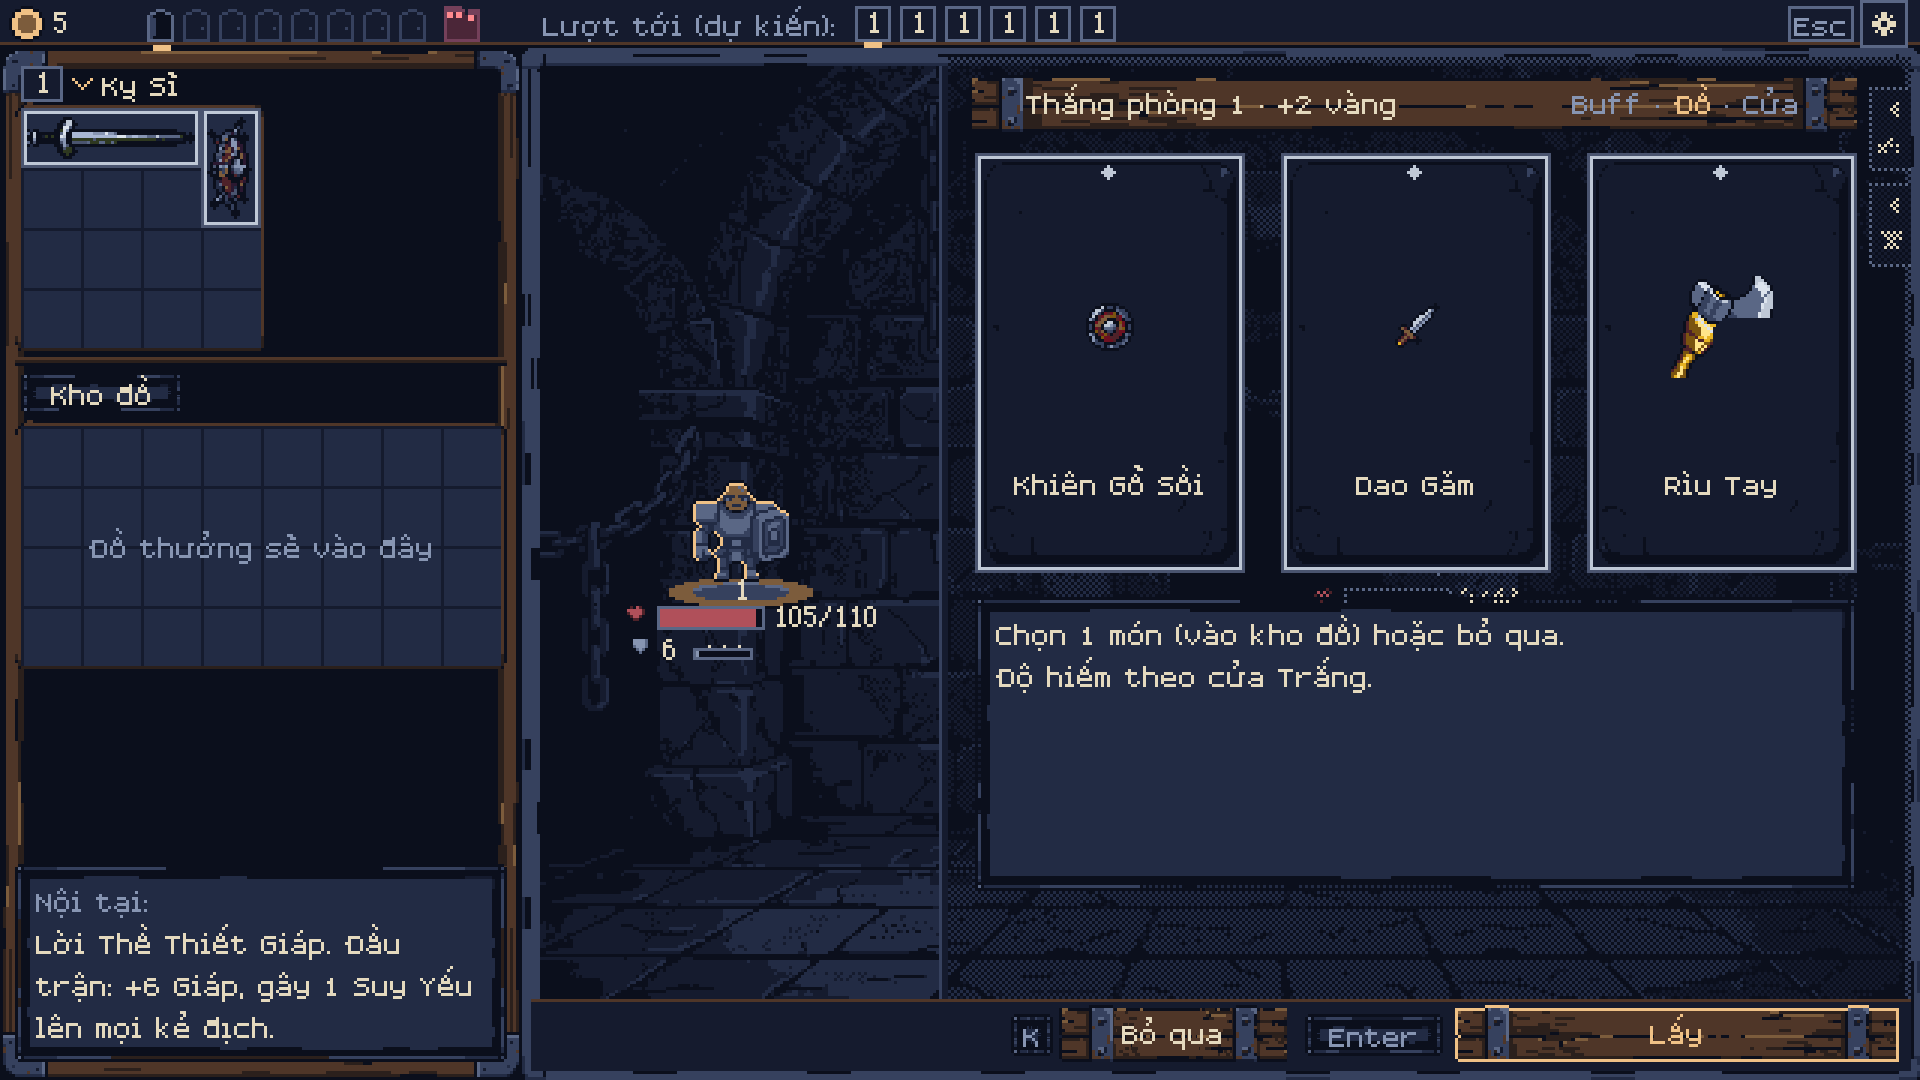 5
Lượt tới (dự kiến): 1 1 1 1 1 1
Esc
1 Kỵ Sĩ
Kho đồ
Đồ thưởng sẽ vào đây
Nội tại:
Lời Thề Thiết Giáp. Đầu
trận: +6 Giáp, gây 1 Suy Yếu
lên mọi kẻ địch.
1
105/110
6
Thắng phòng 1 · +2 vàng
Buff · Đồ · Cửa
Khiên Gỗ Sồi
Dao Găm
Rìu Tay
Chọn 1 món (vào kho đồ) hoặc bỏ qua.
Độ hiếm theo cửa Trắng.
K Bỏ qua
Enter Lấy